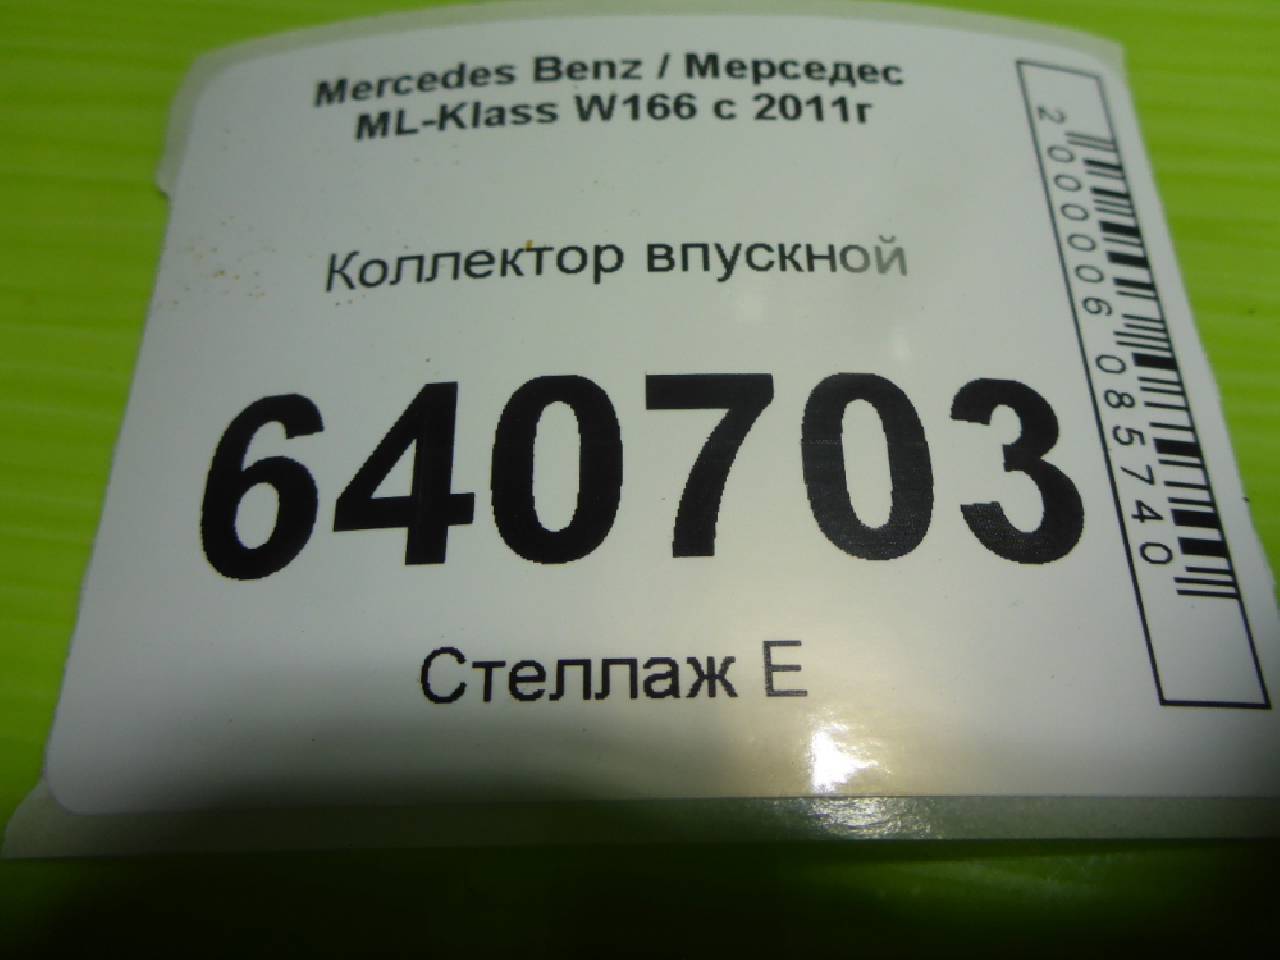 Mercedes Benz / Мерседес
ML-Klass W166 с 2011г
Коллектор впускной
640703
Стеллаж Е
2000006085740